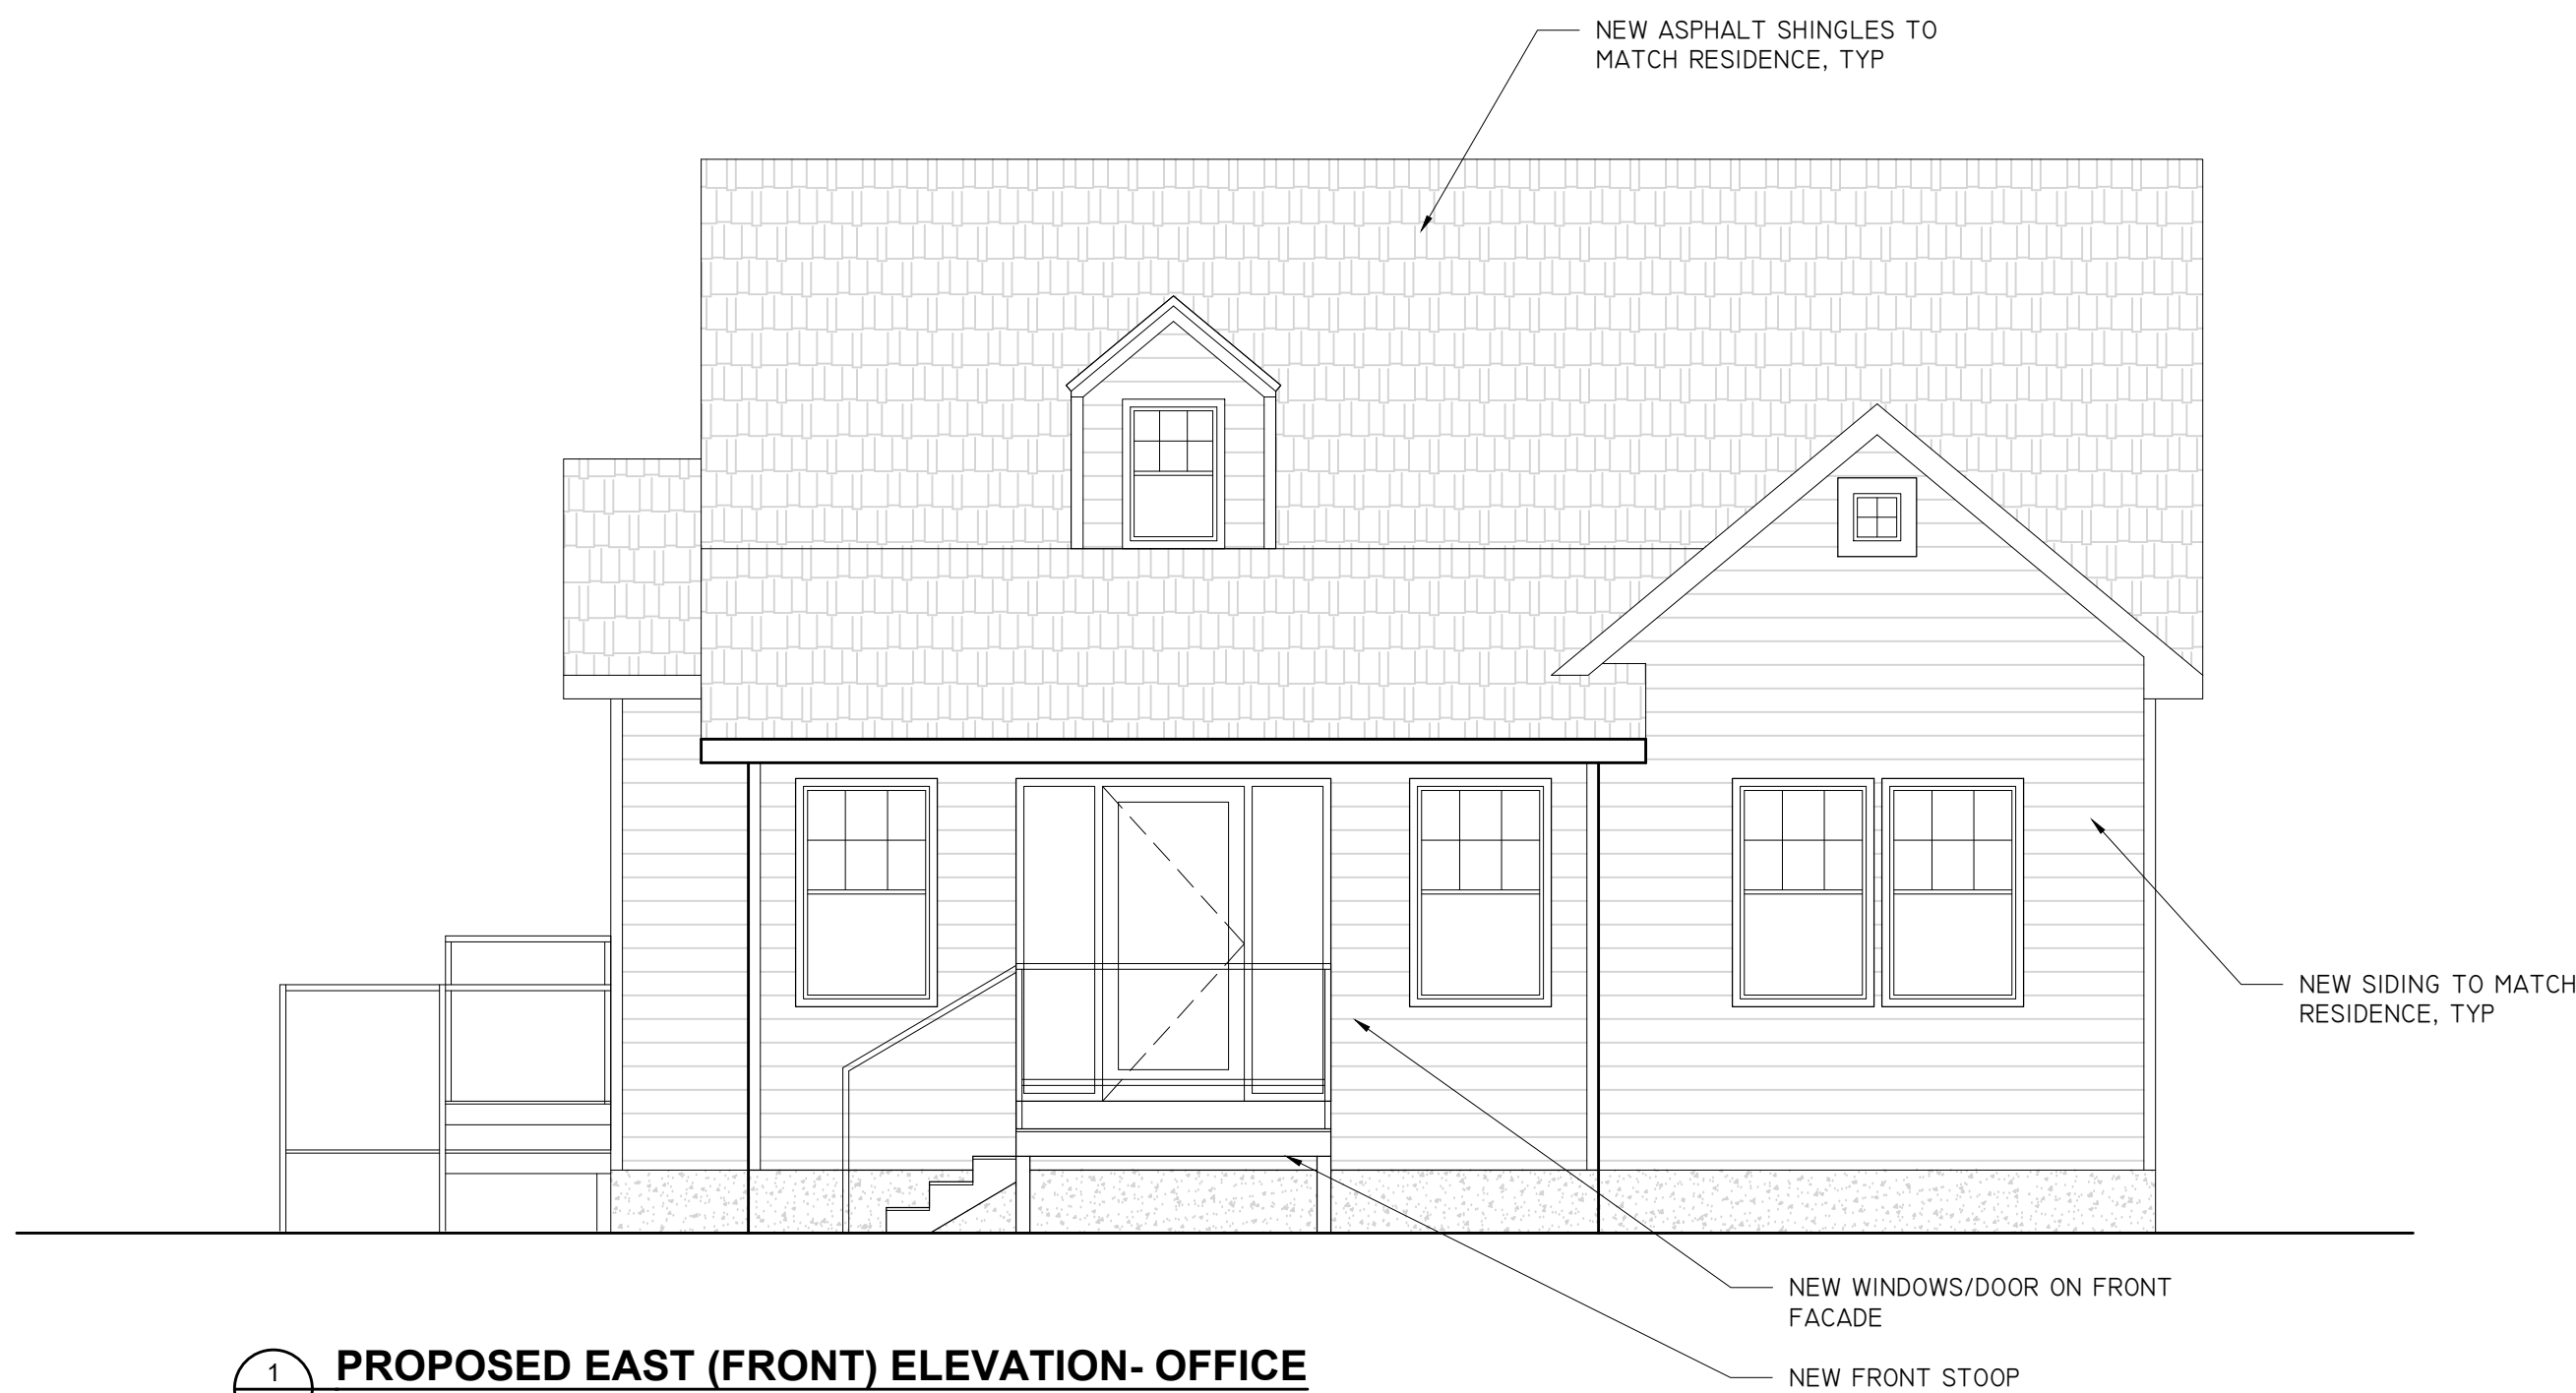 NEW ASPHALT SHINGLES TO
MATCH RESIDENCE, TYP
NEW SIDING TO MATCH
RESIDENCE, TYP
NEW WINDOWS/DOOR ON FRONT
FACADE
NEW FRONT STOOP
1
PROPOSED EAST (FRONT) ELEVATION- OFFICE